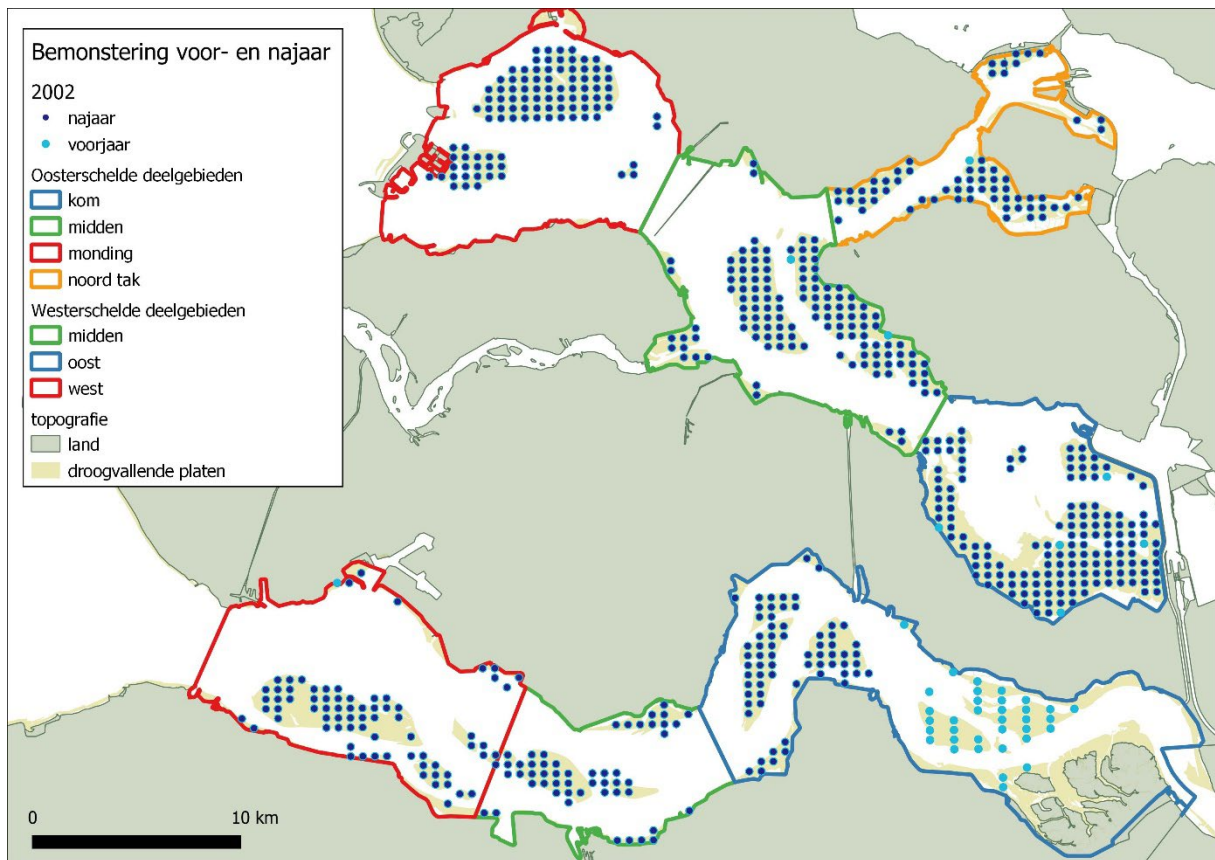 Bemonstering voor- en najaar
2002
najaar
voorjaar
Oosterschelde deelgebieden
kom
midden
monding
noord tak
Westerschelde deelgebieden
midden
oost
west
topografie
land
droogvallende platen
0 10 km